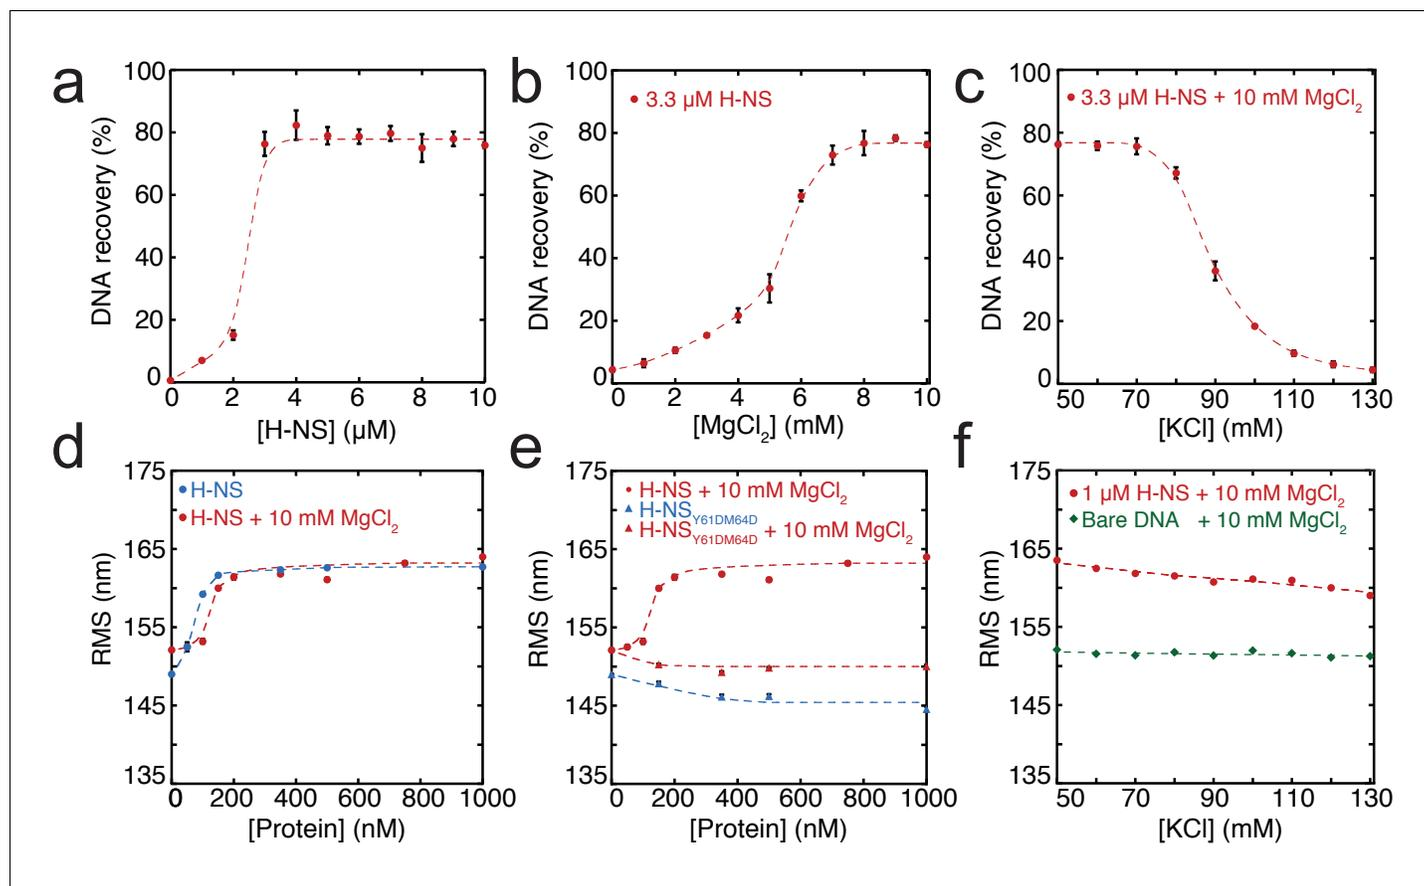 a
100
80
60
40
20
0
0 2 4 6 8 10
DNA recovery (%)
[H-NS] (µM)
b
100
80
60
40
20
0
0 2 4 6 8 10
DNA recovery (%)
[MgCl2] (mM)
3.3 µM H-NS
c
100
80
60
40
20
0
50 70 90 110 130
DNA recovery (%)
[KCl] (mM)
3.3 µM H-NS + 10 mM MgCl2
d
175
165
155
145
135
0 200 400 600 800 1000
RMS (nm)
[Protein] (nM)
H-NS
H-NS + 10 mM MgCl2
e
175
165
155
145
135
0 200 400 600 800 1000
RMS (nm)
[Protein] (nM)
H-NS + 10 mM MgCl2
H-NSY61DM64D
H-NSY61DM64D + 10 mM MgCl2
f
175
165
155
145
135
50 70 90 110 130
RMS (nm)
[KCl] (mM)
1 µM H-NS + 10 mM MgCl2
Bare DNA + 10 mM MgCl2